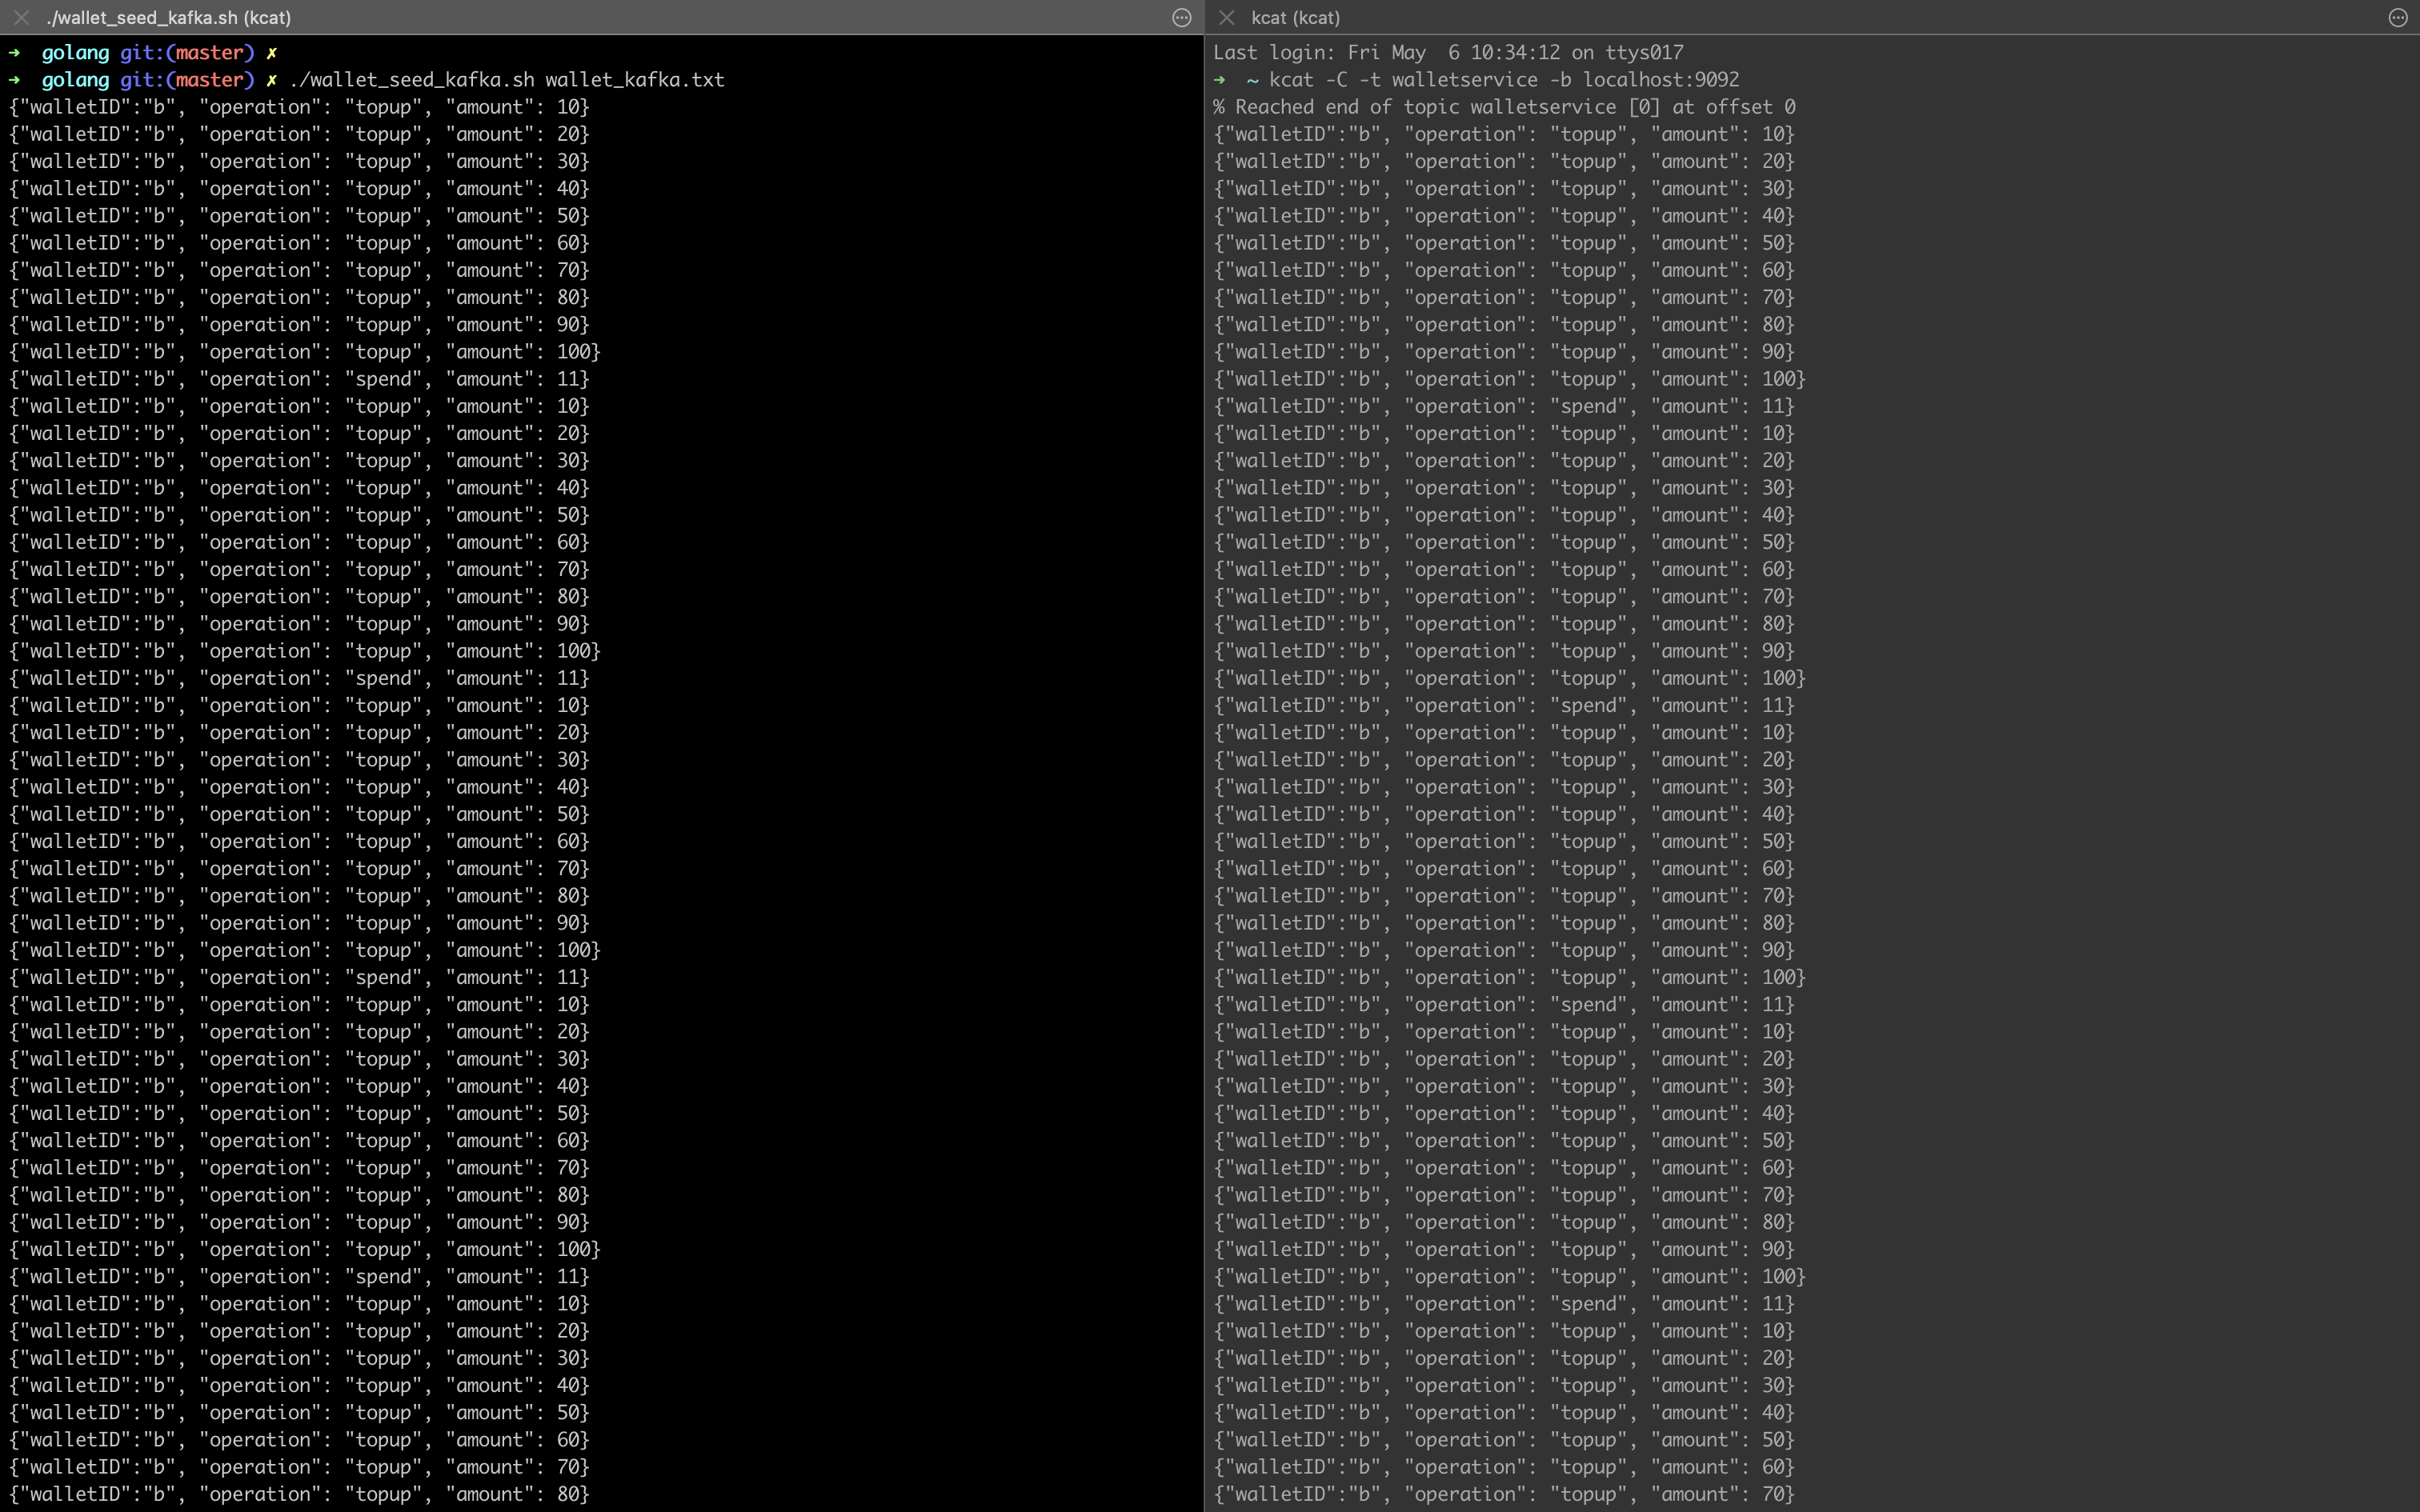 ./wallet_seed_kafka.sh (kcat)
➜  golang git:(master) ✗
➜  golang git:(master) ✗ ./wallet_seed_kafka.sh wallet_kafka.txt
{"walletID":"b", "operation": "topup", "amount": 10}
{"walletID":"b", "operation": "topup", "amount": 20}
{"walletID":"b", "operation": "topup", "amount": 30}
{"walletID":"b", "operation": "topup", "amount": 40}
{"walletID":"b", "operation": "topup", "amount": 50}
{"walletID":"b", "operation": "topup", "amount": 60}
{"walletID":"b", "operation": "topup", "amount": 70}
{"walletID":"b", "operation": "topup", "amount": 80}
{"walletID":"b", "operation": "topup", "amount": 90}
{"walletID":"b", "operation": "topup", "amount": 100}
{"walletID":"b", "operation": "spend", "amount": 11}
{"walletID":"b", "operation": "topup", "amount": 10}
{"walletID":"b", "operation": "topup", "amount": 20}
{"walletID":"b", "operation": "topup", "amount": 30}
{"walletID":"b", "operation": "topup", "amount": 40}
{"walletID":"b", "operation": "topup", "amount": 50}
{"walletID":"b", "operation": "topup", "amount": 60}
{"walletID":"b", "operation": "topup", "amount": 70}
{"walletID":"b", "operation": "topup", "amount": 80}
{"walletID":"b", "operation": "topup", "amount": 90}
{"walletID":"b", "operation": "topup", "amount": 100}
{"walletID":"b", "operation": "spend", "amount": 11}
{"walletID":"b", "operation": "topup", "amount": 10}
{"walletID":"b", "operation": "topup", "amount": 20}
{"walletID":"b", "operation": "topup", "amount": 30}
{"walletID":"b", "operation": "topup", "amount": 40}
{"walletID":"b", "operation": "topup", "amount": 50}
{"walletID":"b", "operation": "topup", "amount": 60}
{"walletID":"b", "operation": "topup", "amount": 70}
{"walletID":"b", "operation": "topup", "amount": 80}
{"walletID":"b", "operation": "topup", "amount": 90}
{"walletID":"b", "operation": "topup", "amount": 100}
{"walletID":"b", "operation": "spend", "amount": 11}
{"walletID":"b", "operation": "topup", "amount": 10}
{"walletID":"b", "operation": "topup", "amount": 20}
{"walletID":"b", "operation": "topup", "amount": 30}
{"walletID":"b", "operation": "topup", "amount": 40}
{"walletID":"b", "operation": "topup", "amount": 50}
{"walletID":"b", "operation": "topup", "amount": 60}
{"walletID":"b", "operation": "topup", "amount": 70}
{"walletID":"b", "operation": "topup", "amount": 80}
{"walletID":"b", "operation": "topup", "amount": 90}
{"walletID":"b", "operation": "topup", "amount": 100}
{"walletID":"b", "operation": "spend", "amount": 11}
{"walletID":"b", "operation": "topup", "amount": 10}
{"walletID":"b", "operation": "topup", "amount": 20}
{"walletID":"b", "operation": "topup", "amount": 30}
{"walletID":"b", "operation": "topup", "amount": 40}
{"walletID":"b", "operation": "topup", "amount": 50}
{"walletID":"b", "operation": "topup", "amount": 60}
{"walletID":"b", "operation": "topup", "amount": 70}
{"walletID":"b", "operation": "topup", "amount": 80}
kcat (kcat)
Last login: Fri May  6 10:34:12 on ttys017
➜  ~ kcat -C -t walletservice -b localhost:9092
% Reached end of topic walletservice [0] at offset 0
{"walletID":"b", "operation": "topup", "amount": 10}
{"walletID":"b", "operation": "topup", "amount": 20}
{"walletID":"b", "operation": "topup", "amount": 30}
{"walletID":"b", "operation": "topup", "amount": 40}
{"walletID":"b", "operation": "topup", "amount": 50}
{"walletID":"b", "operation": "topup", "amount": 60}
{"walletID":"b", "operation": "topup", "amount": 70}
{"walletID":"b", "operation": "topup", "amount": 80}
{"walletID":"b", "operation": "topup", "amount": 90}
{"walletID":"b", "operation": "topup", "amount": 100}
{"walletID":"b", "operation": "spend", "amount": 11}
{"walletID":"b", "operation": "topup", "amount": 10}
{"walletID":"b", "operation": "topup", "amount": 20}
{"walletID":"b", "operation": "topup", "amount": 30}
{"walletID":"b", "operation": "topup", "amount": 40}
{"walletID":"b", "operation": "topup", "amount": 50}
{"walletID":"b", "operation": "topup", "amount": 60}
{"walletID":"b", "operation": "topup", "amount": 70}
{"walletID":"b", "operation": "topup", "amount": 80}
{"walletID":"b", "operation": "topup", "amount": 90}
{"walletID":"b", "operation": "topup", "amount": 100}
{"walletID":"b", "operation": "spend", "amount": 11}
{"walletID":"b", "operation": "topup", "amount": 10}
{"walletID":"b", "operation": "topup", "amount": 20}
{"walletID":"b", "operation": "topup", "amount": 30}
{"walletID":"b", "operation": "topup", "amount": 40}
{"walletID":"b", "operation": "topup", "amount": 50}
{"walletID":"b", "operation": "topup", "amount": 60}
{"walletID":"b", "operation": "topup", "amount": 70}
{"walletID":"b", "operation": "topup", "amount": 80}
{"walletID":"b", "operation": "topup", "amount": 90}
{"walletID":"b", "operation": "topup", "amount": 100}
{"walletID":"b", "operation": "spend", "amount": 11}
{"walletID":"b", "operation": "topup", "amount": 10}
{"walletID":"b", "operation": "topup", "amount": 20}
{"walletID":"b", "operation": "topup", "amount": 30}
{"walletID":"b", "operation": "topup", "amount": 40}
{"walletID":"b", "operation": "topup", "amount": 50}
{"walletID":"b", "operation": "topup", "amount": 60}
{"walletID":"b", "operation": "topup", "amount": 70}
{"walletID":"b", "operation": "topup", "amount": 80}
{"walletID":"b", "operation": "topup", "amount": 90}
{"walletID":"b", "operation": "topup", "amount": 100}
{"walletID":"b", "operation": "spend", "amount": 11}
{"walletID":"b", "operation": "topup", "amount": 10}
{"walletID":"b", "operation": "topup", "amount": 20}
{"walletID":"b", "operation": "topup", "amount": 30}
{"walletID":"b", "operation": "topup", "amount": 40}
{"walletID":"b", "operation": "topup", "amount": 50}
{"walletID":"b", "operation": "topup", "amount": 60}
{"walletID":"b", "operation": "topup", "amount": 70}